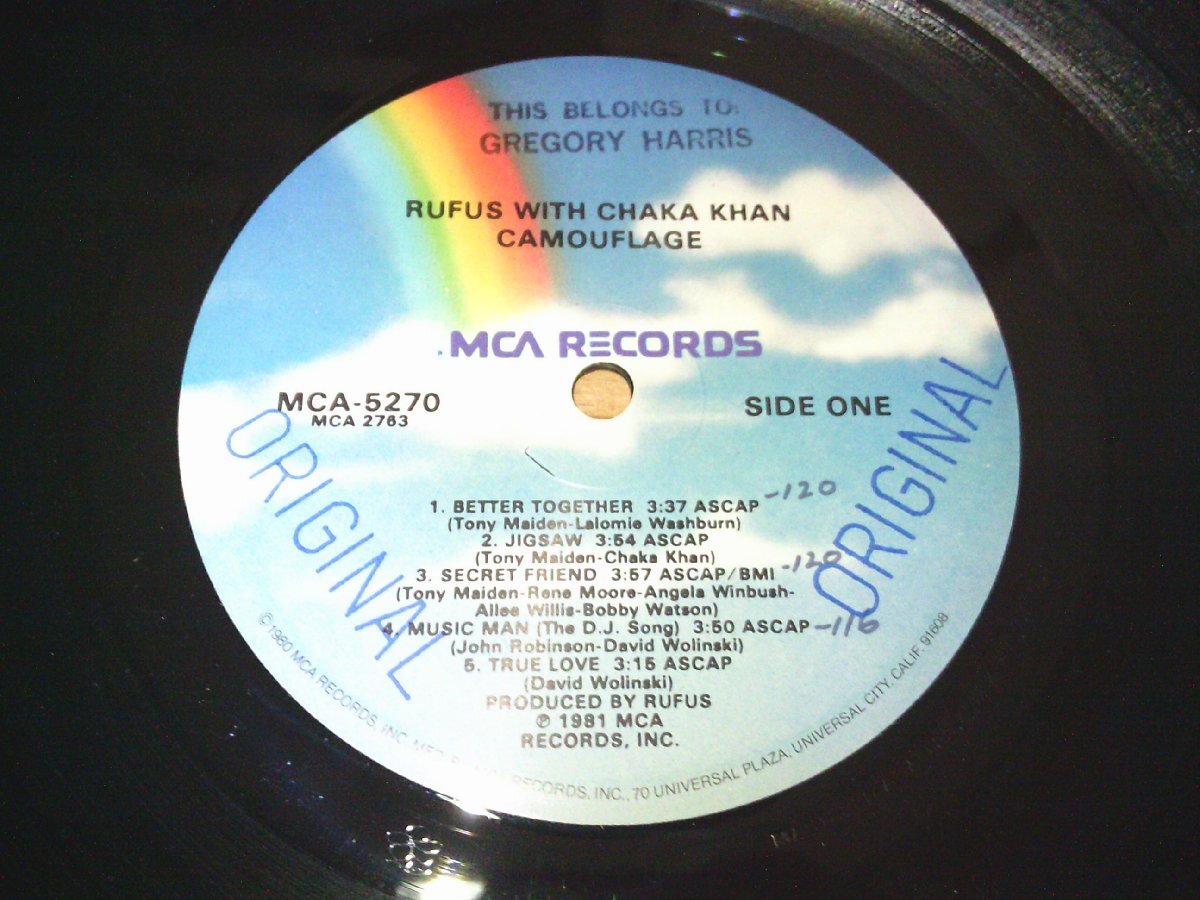 THIS BELONGS TO:
GREGORY HARRIS
RUFUS WITH CHAKA KHAN
CAMOUFLAGE
MCA RECORDS
MCA-5270
MCA 2763
SIDE ONE
ORIGINAL
ORIGINAL
1. BETTER TOGETHER 3:37 ASCAP -120
(Tony Maiden-Lalomie Washburn)
2. JIGSAW 3:54 ASCAP
(Tony Maiden-Chaka Khan)
3. SECRET FRIEND 3:57 ASCAP/BMI -120
(Tony Maiden-Rene Moore-Angela Winbush-
Allee Willis-Bobby Watson)
4. MUSIC MAN (The D.J. Song) 3:50 ASCAP -116
(John Robinson-David Wolinski)
5. TRUE LOVE 3:15 ASCAP
(David Wolinski)
PRODUCED BY RUFUS
℗ 1981 MCA
RECORDS, INC.
©1980 MCA RECORDS, INC. RECORDS, INC., 70 UNIVERSAL PLAZA, UNIVERSAL CITY, CALIF. 91608